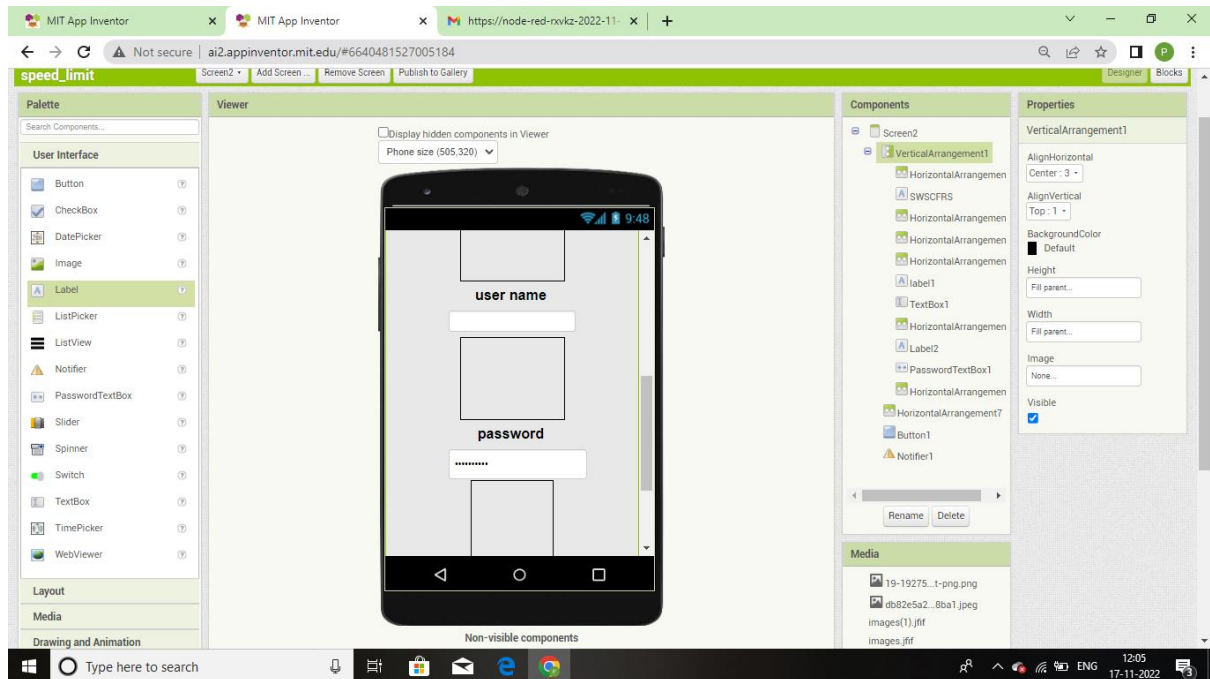 MIT App Inventor
MIT App Inventor
https://node-red-rxvkz-2022-11-
Not secure
ai2.appinventor.mit.edu/#6640481527005184
speed_limit
Screen2
Add Screen ...
Remove Screen
Publish to Gallery
Designer
Blocks
Palette
Search Components...
User Interface
Button
CheckBox
DatePicker
Image
Label
ListPicker
ListView
Notifier
PasswordTextBox
Slider
Spinner
Switch
TextBox
TimePicker
WebViewer
Layout
Media
Drawing and Animation
Viewer
Display hidden components in Viewer
Phone size (505,320)
9:48
user name
password
Non-visible components
Components
Screen2
VerticalArrangement1
HorizontalArrangemen
SWSCFRS
HorizontalArrangemen
HorizontalArrangemen
HorizontalArrangemen
label1
TextBox1
HorizontalArrangemen
Label2
PasswordTextBox1
HorizontalArrangemen
HorizontalArrangement7
Button1
Notifier1
Rename
Delete
Media
19-19275...t-png.png
db82e5a2...8ba1.jpeg
images(1).jfif
images.jfif
Properties
VerticalArrangement1
AlignHorizontal
Center : 3
AlignVertical
Top : 1
BackgroundColor
Default
Height
Fill parent...
Width
Fill parent...
Image
None...
Visible
Type here to search
ENG
12:05
17-11-2022